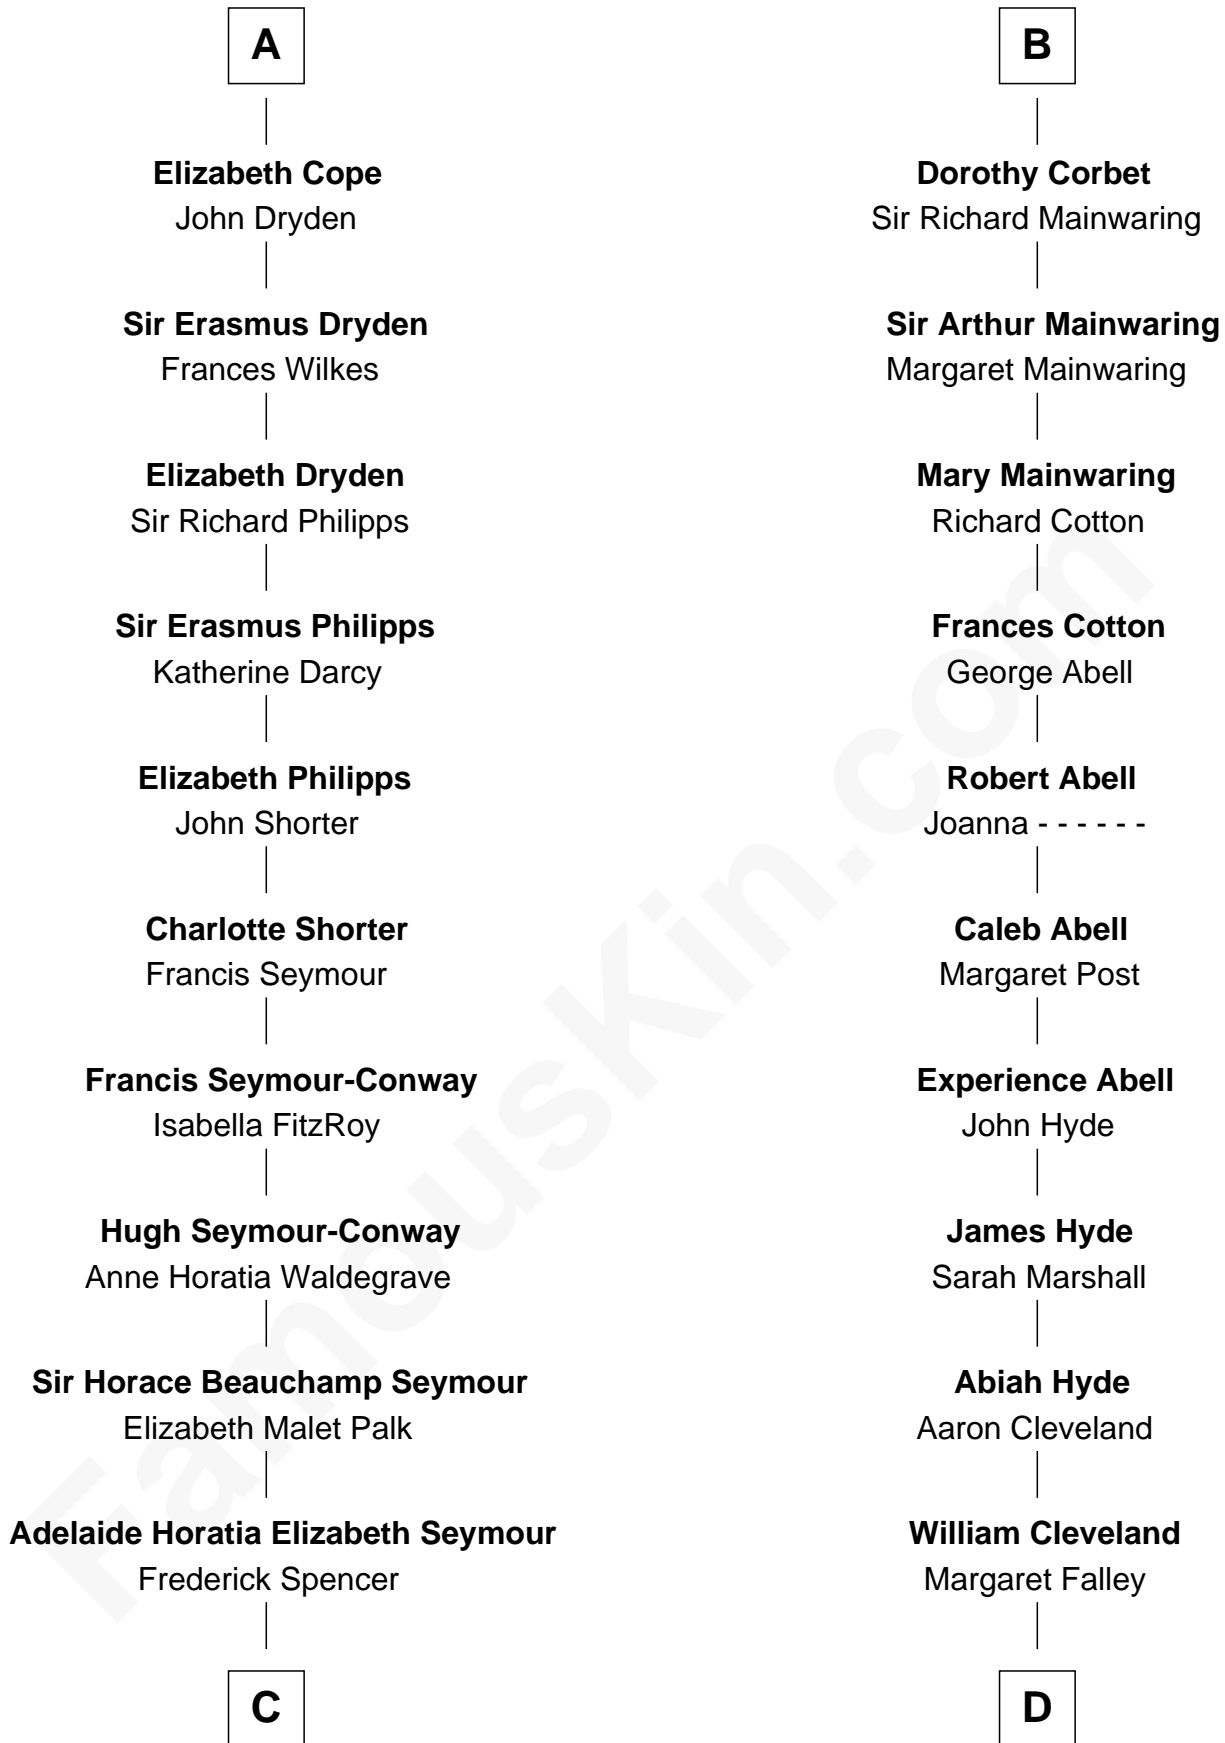 A
Elizabeth Cope
John Dryden
Sir Erasmus Dryden
Frances Wilkes
Elizabeth Dryden
Sir Richard Philipps
Sir Erasmus Philipps
Katherine Darcy
Elizabeth Philipps
John Shorter
Charlotte Shorter
Francis Seymour
Francis Seymour-Conway
Isabella FitzRoy
Hugh Seymour-Conway
Anne Horatia Waldegrave
Sir Horace Beauchamp Seymour
Elizabeth Malet Palk
Adelaide Horatia Elizabeth Seymour
Frederick Spencer
C
B
Dorothy Corbet
Sir Richard Mainwaring
Sir Arthur Mainwaring
Margaret Mainwaring
Mary Mainwaring
Richard Cotton
Frances Cotton
George Abell
Robert Abell
Joanna - - - - - -
Caleb Abell
Margaret Post
Experience Abell
John Hyde
James Hyde
Sarah Marshall
Abiah Hyde
Aaron Cleveland
William Cleveland
Margaret Falley
D
FamousKin.com